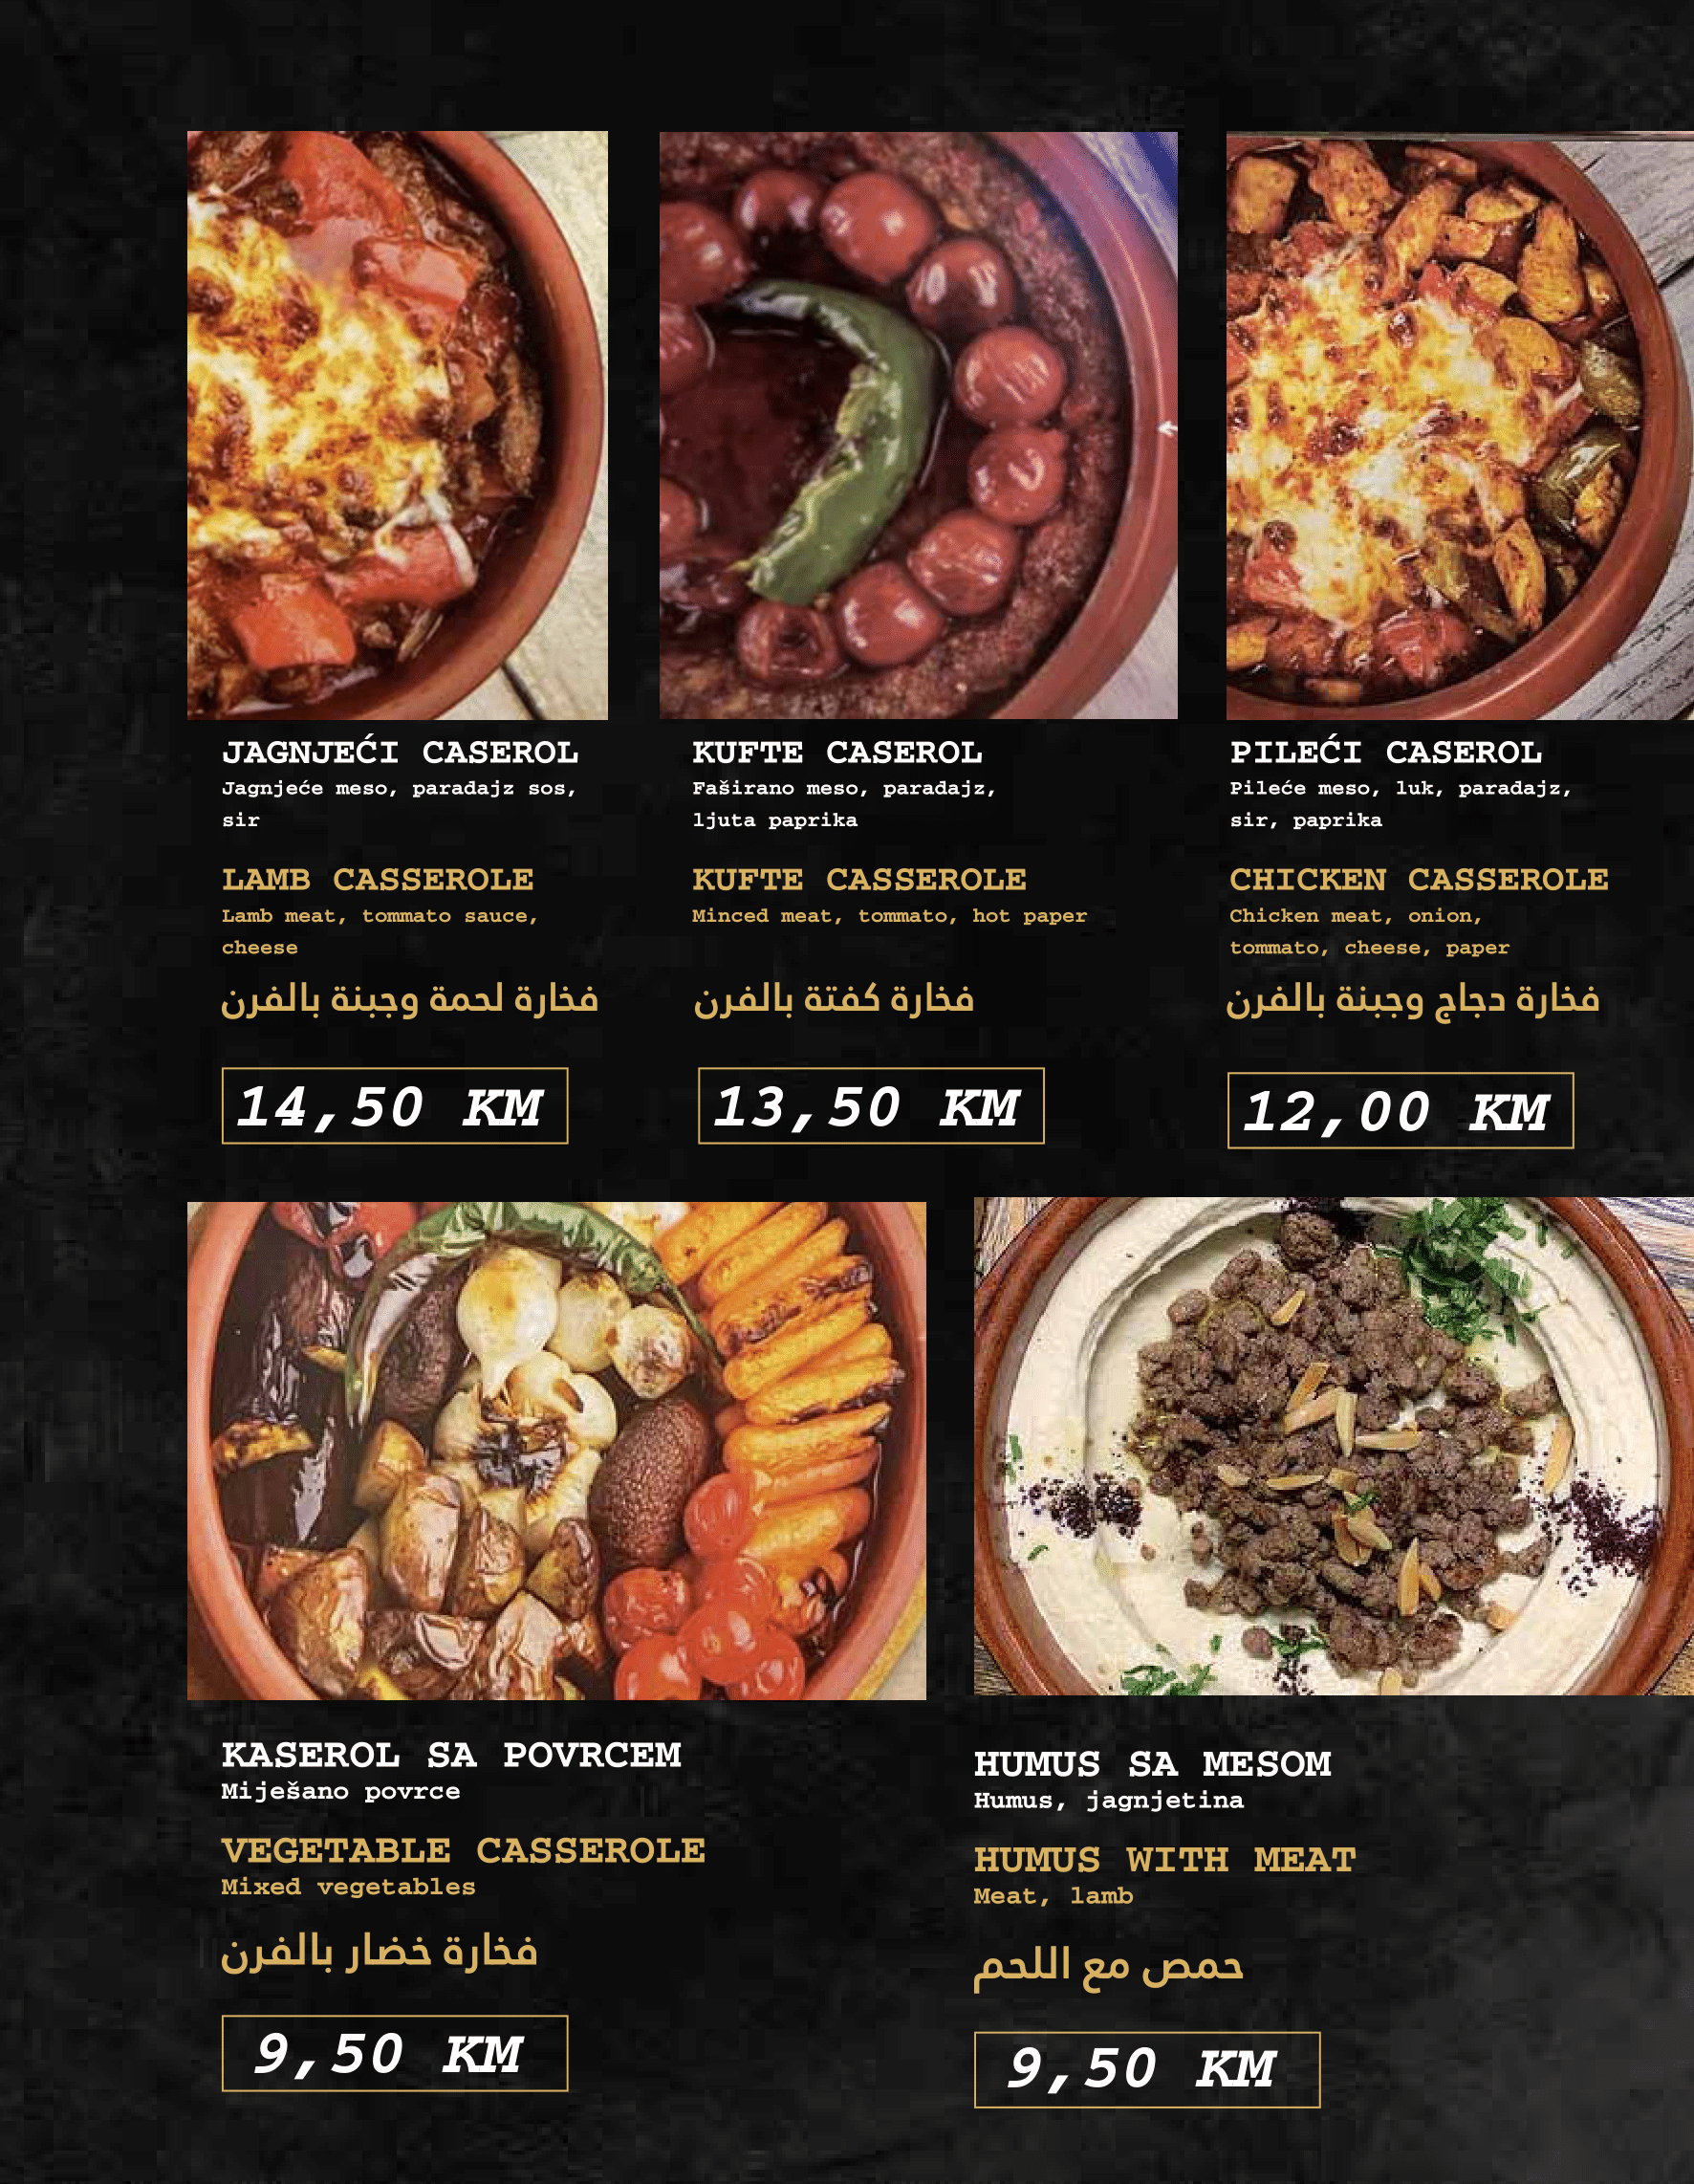 JAGNJEĆI CASEROL
Jagnjeće meso, paradajz sos,
sir
LAMB CASSEROLE
Lamb meat, tommato sauce,
cheese
فخارة لحمة وجبنة بالفرن
14,50 KM
KUFTE CASEROL
Faširano meso, paradajz,
ljuta paprika
KUFTE CASSEROLE
Minced meat, tommato, hot paper
فخارة كفتة بالفرن
13,50 KM
PILEĆI CASEROL
Pileće meso, luk, paradajz,
sir, paprika
CHICKEN CASSEROLE
Chicken meat, onion,
tommato, cheese, paper
فخارة دجاج وجبنة بالفرن
12,00 KM
KASEROL SA POVRCEM
Miješano povrce
VEGETABLE CASSEROLE
Mixed vegetables
فخارة خضار بالفرن
9,50 KM
HUMUS SA MESOM
Humus, jagnjetina
HUMUS WITH MEAT
Meat, lamb
حمص مع اللحم
9,50 KM